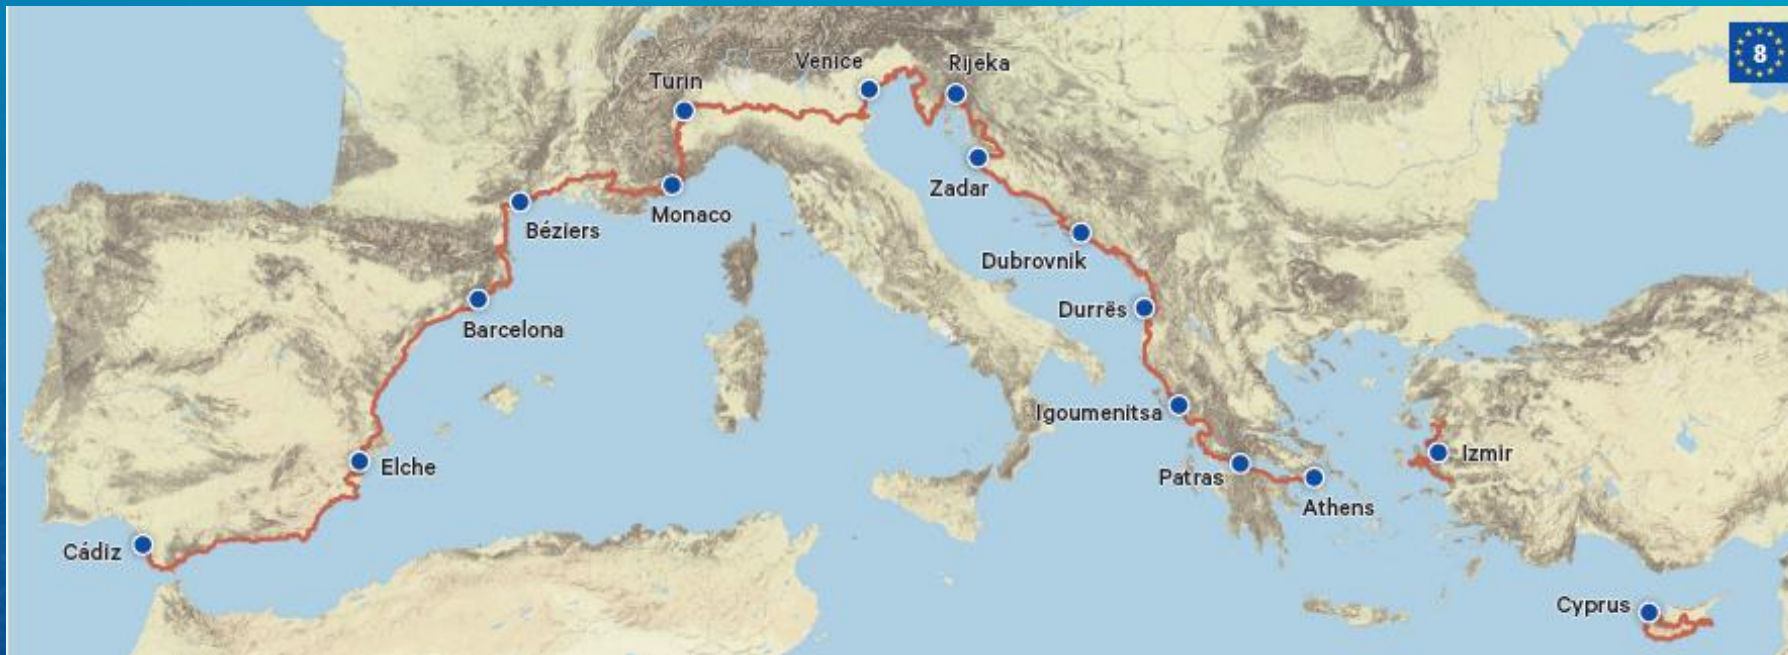 8
Venice
Rijeka
Turin
Zadar
Monaco
Béziers
Dubrovnik
Durrës
Barcelona
Igoumenitsa
Izmir
Elche
Patras
Athens
Cádiz
Cyprus